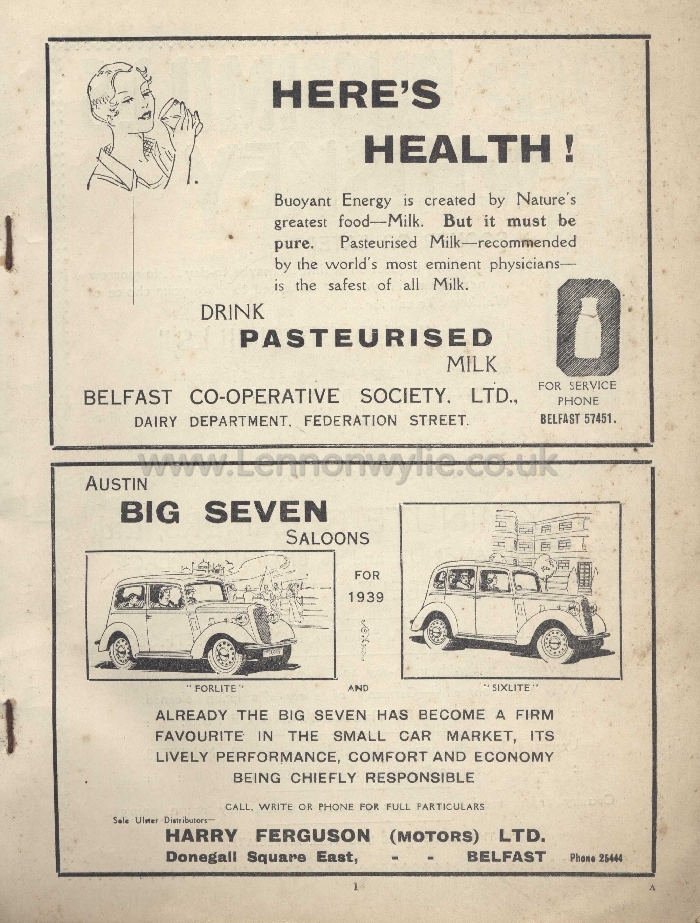 HERE'S
HEALTH!
Buoyant Energy is created by Nature's
greatest food—Milk. But it must be
pure. Pasteurised Milk—recommended
by the world's most eminent physicians—
is the safest of all Milk.
DRINK
PASTEURISED
MILK
BELFAST CO-OPERATIVE SOCIETY, LTD.,
DAIRY DEPARTMENT, FEDERATION STREET.
FOR SERVICE
PHONE
BELFAST 57451.
www.Lennonwylie.co.uk
AUSTIN
BIG SEVEN
SALOONS
FOR
1939
"FORLITE"
AND
"SIXLITE"
ALREADY THE BIG SEVEN HAS BECOME A FIRM
FAVOURITE IN THE SMALL CAR MARKET, ITS
LIVELY PERFORMANCE, COMFORT AND ECONOMY
BEING CHIEFLY RESPONSIBLE
CALL, WRITE OR PHONE FOR FULL PARTICULARS
Sole Ulster Distributors—
HARRY FERGUSON (MOTORS) LTD.
Donegall Square East, - - BELFAST Phone 25444
1
A